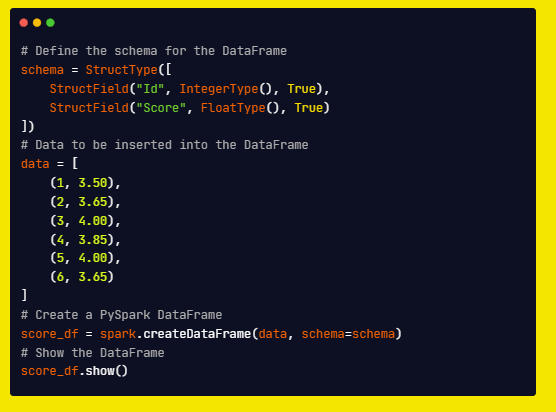 # Define the schema for the DataFrame
schema = StructType([
    StructField("Id", IntegerType(), True),
    StructField("Score", FloatType(), True)
])
# Data to be inserted into the DataFrame
data = [
    (1, 3.50),
    (2, 3.65),
    (3, 4.00),
    (4, 3.85),
    (5, 4.00),
    (6, 3.65)
]
# Create a PySpark DataFrame
score_df = spark.createDataFrame(data, schema=schema)
# Show the DataFrame
score_df.show()